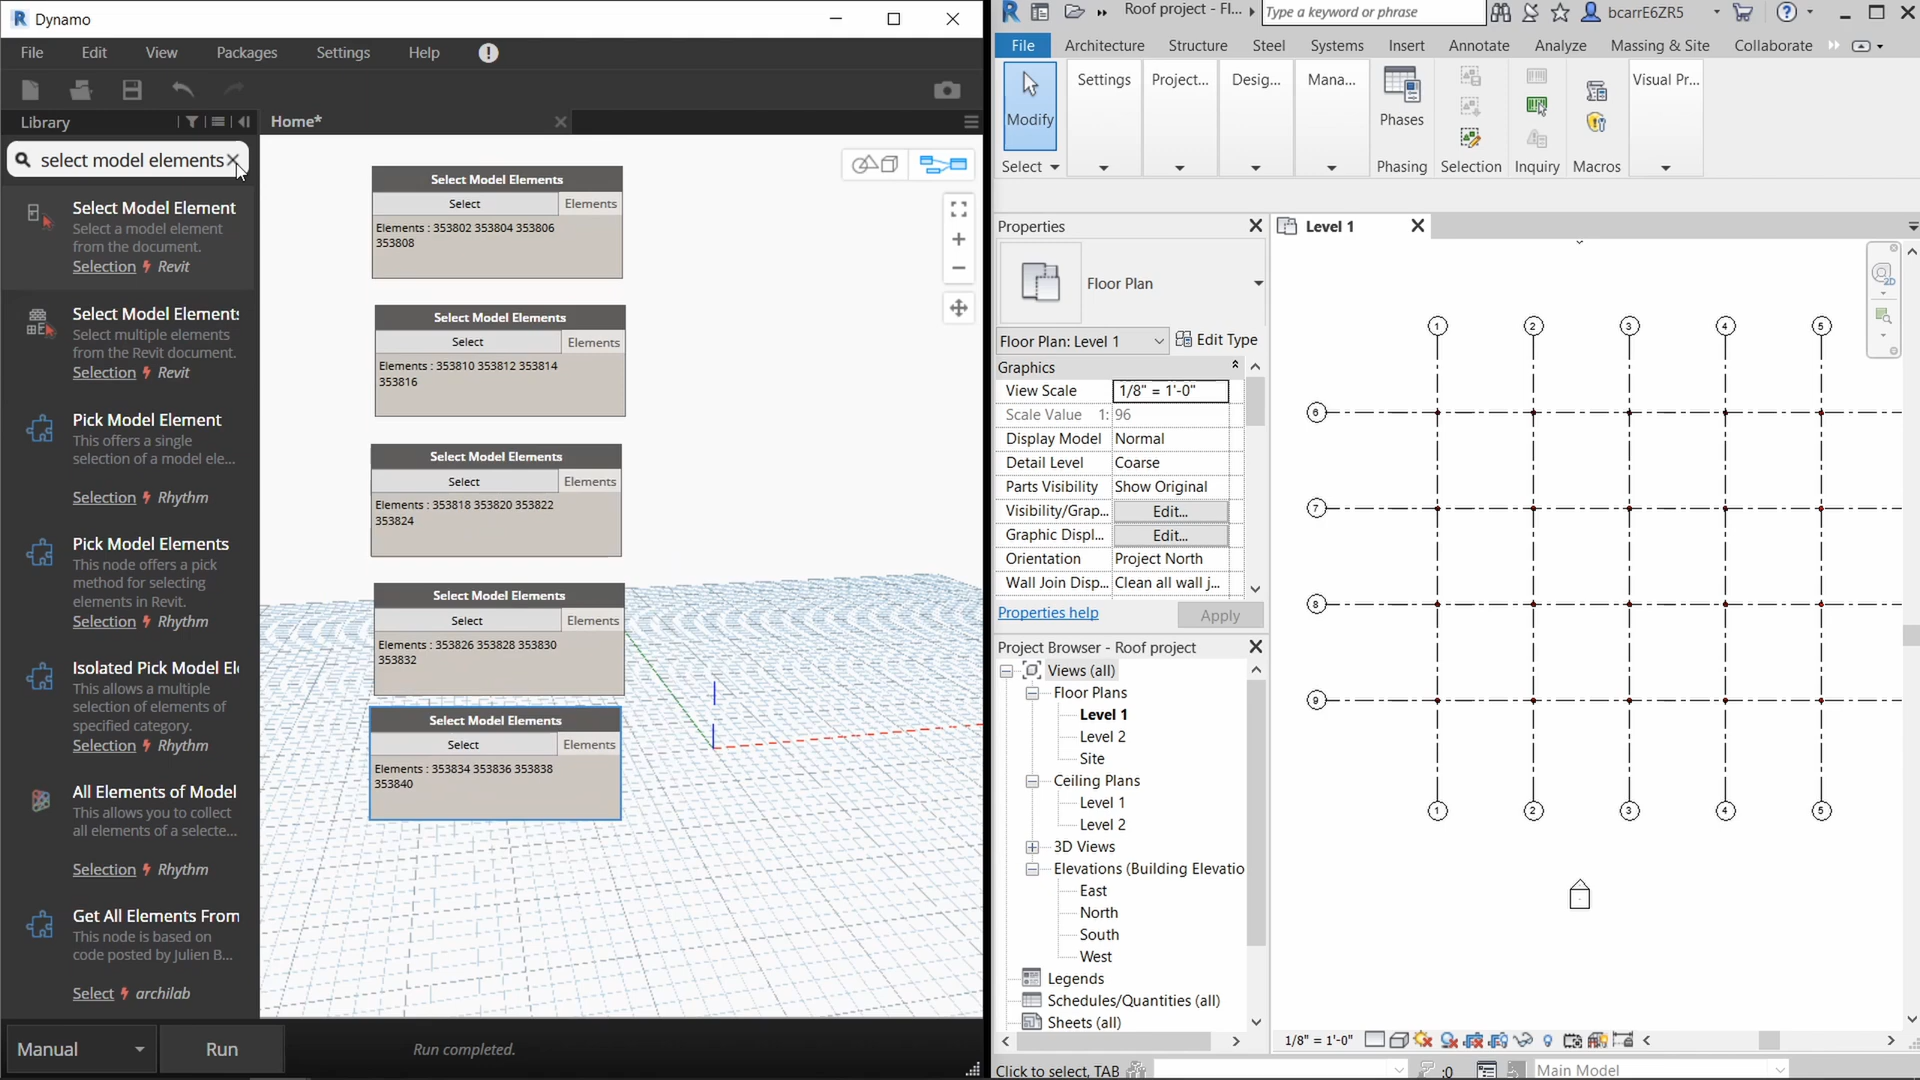 Dynamo
File Edit View Packages Settings Help
Library
Home*
select model elements
Select Model Element
Select a model element
from the document.
Selection Revit
Select Model Elements
Select multiple elements
from the Revit document.
Selection Revit
Pick Model Element
This offers a single
selection of a model ele...
Selection Rhythm
Pick Model Elements
This node offers a pick
method for selecting
elements in Revit.
Selection Rhythm
Isolated Pick Model Ele
This allows a multiple
selection of elements of
specified category.
Selection Rhythm
All Elements of Model
This allows you to collect
all elements of a selecte...
Selection Rhythm
Get All Elements From
This node is based on
code posted by Julien B...
Select archilab
Manual
Run
Run completed.
Select Model Elements
Select Elements
Elements : 353802 353804 353806
353808
Select Model Elements
Select Elements
Elements : 353810 353812 353814
353816
Select Model Elements
Select Elements
Elements : 353818 353820 353822
353824
Select Model Elements
Select Elements
Elements : 353826 353828 353830
353832
Select Model Elements
Select Elements
Elements : 353834 353836 353838
353840
Roof project - Fl...
Type a keyword or phrase
bcarrE6ZR5
File Architecture Structure Steel Systems Insert Annotate Analyze Massing & Site Collaborate
Modify
Settings
Project...
Desig...
Mana...
Phases
Visual Pr...
Select
Phasing
Selection
Inquiry
Macros
Properties
Floor Plan
Floor Plan: Level 1
Edit Type
Graphics
View Scale 1/8" = 1'-0"
Scale Value 1: 96
Display Model Normal
Detail Level Coarse
Parts Visibility Show Original
Visibility/Grap... Edit...
Graphic Displ... Edit...
Orientation Project North
Wall Join Disp... Clean all wall j...
Properties help
Apply
Project Browser - Roof project
Views (all)
Floor Plans
Level 1
Level 2
Site
Ceiling Plans
Level 1
Level 2
3D Views
Elevations (Building Elevatio
East
North
South
West
Legends
Schedules/Quantities (all)
Sheets (all)
Level 1
2D
1 2 3 4 5
6
7
8
9
1 2 3 4 5
1/8" = 1'-0"
Click to select, TAB
:0
Main Model